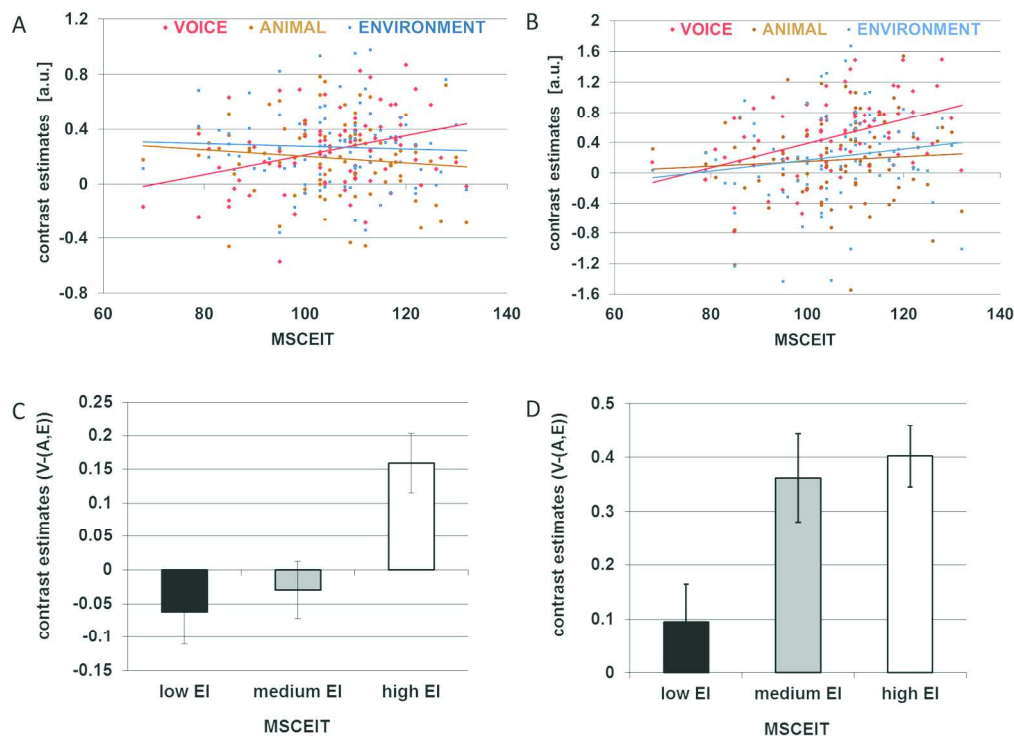 A
VOICE ANIMAL ENVIRONMENT
contrast estimates [a.u.]
1.2
0.8
0.4
0
-0.4
-0.8
60 80 100 120 140
MSCEIT
B
VOICE ANIMAL ENVIRONMENT
contrast estimates [a.u.]
2
1.6
1.2
0.8
0.4
0
-0.4
-0.8
-1.2
-1.6
60 80 100 120 140
MSCEIT
C
contrast estimates (V-(A,E))
0.25
0.2
0.15
0.1
0.05
0
-0.05
-0.1
-0.15
low EI medium EI high EI
MSCEIT
D
contrast estimates (V-(A,E))
0.5
0.4
0.3
0.2
0.1
0
low EI medium EI high EI
MSCEIT